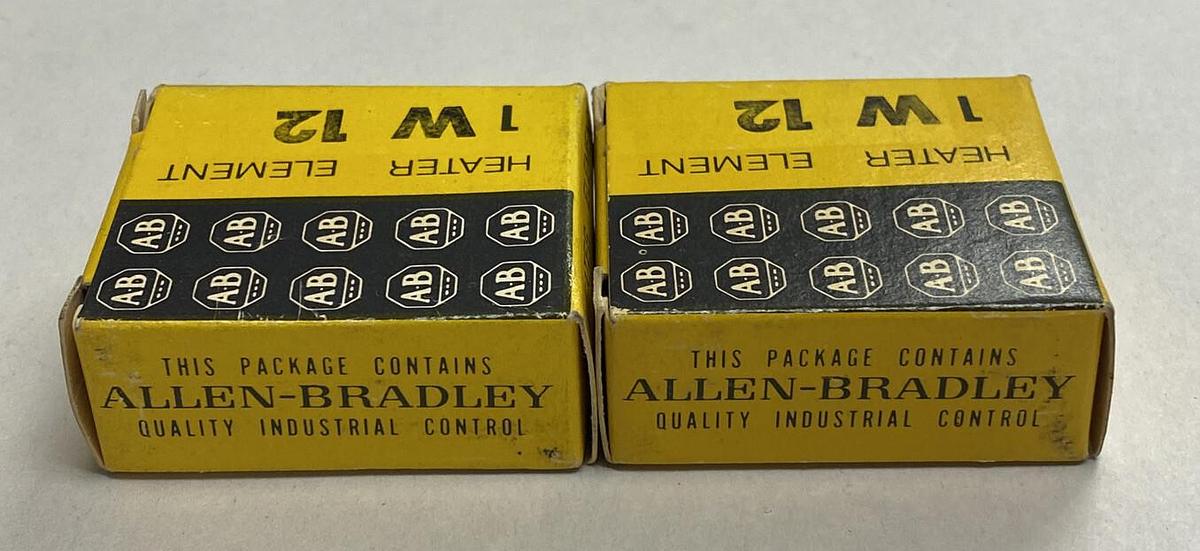 HEATER ELEMENT
1 W 12
A·B A·B A·B A·B A·B
A·B A·B A·B A·B A·B
THIS PACKAGE CONTAINS
ALLEN-BRADLEY
QUALITY INDUSTRIAL CONTROL
HEATER ELEMENT
1 W 12
A·B A·B A·B A·B A·B
A·B A·B A·B A·B A·B
THIS PACKAGE CONTAINS
ALLEN-BRADLEY
QUALITY INDUSTRIAL CONTROL